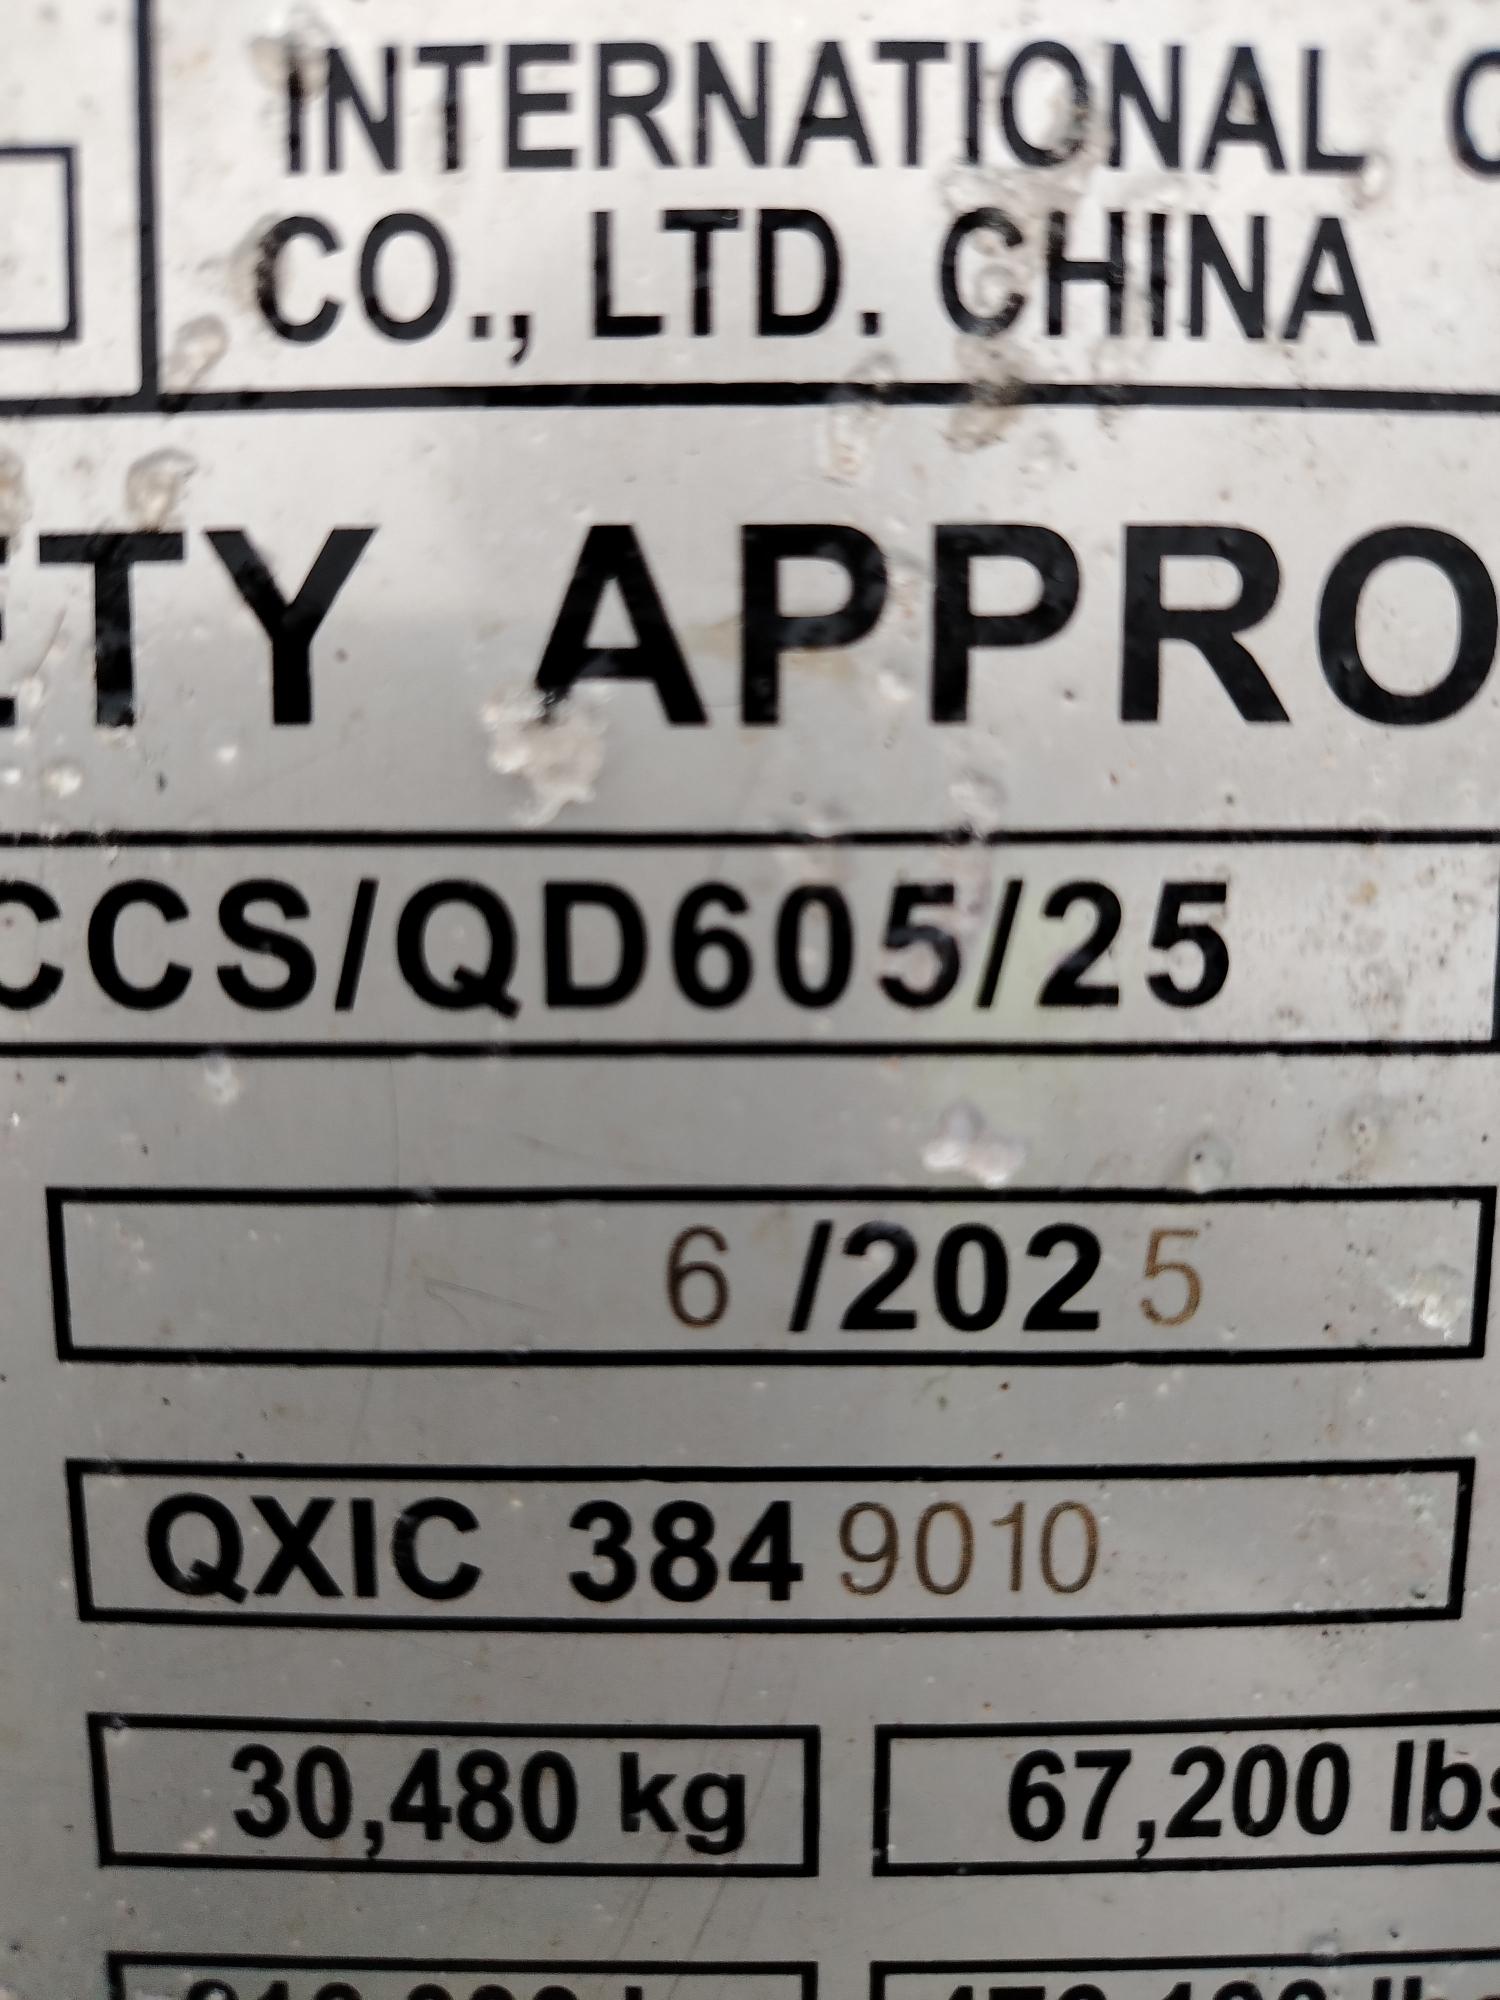 INTERNATIONAL
CO., LTD. CHINA
ETY APPRO
CCS/QD605/25
6 /2025
QXIC 3849010
30,480 kg
67,200 lbs